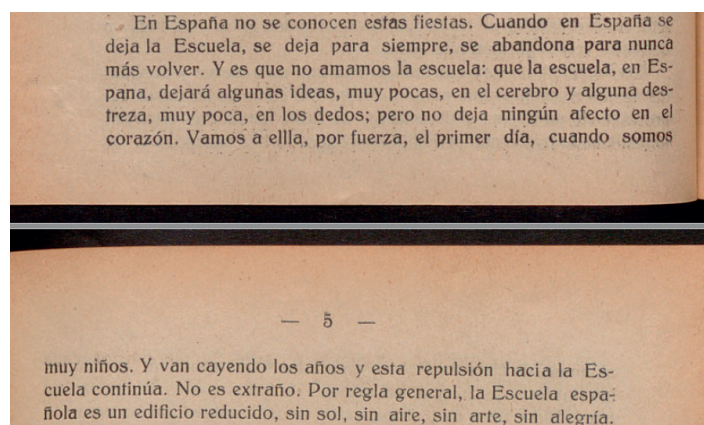 En España no se conocen estas fiestas. Cuando en España se
deja la Escuela, se deja para siempre, se abandona para nunca
más volver. Y es que no amamos la escuela: que la escuela, en Es-
pana, dejará algunas ideas, muy pocas, en el cerebro y alguna des-
treza, muy poca, en los dedos; pero no deja ningún afecto en el
corazón. Vamos a ellla, por fuerza, el primer día, cuando somos
— 5 —
muy niños. Y van cayendo los años y esta repulsión hacia la Es-
cuela continúa. No es extraño. Por regla general, la Escuela espa-
ñola es un edificio reducido, sin sol, sin aire, sin arte, sin alegría.